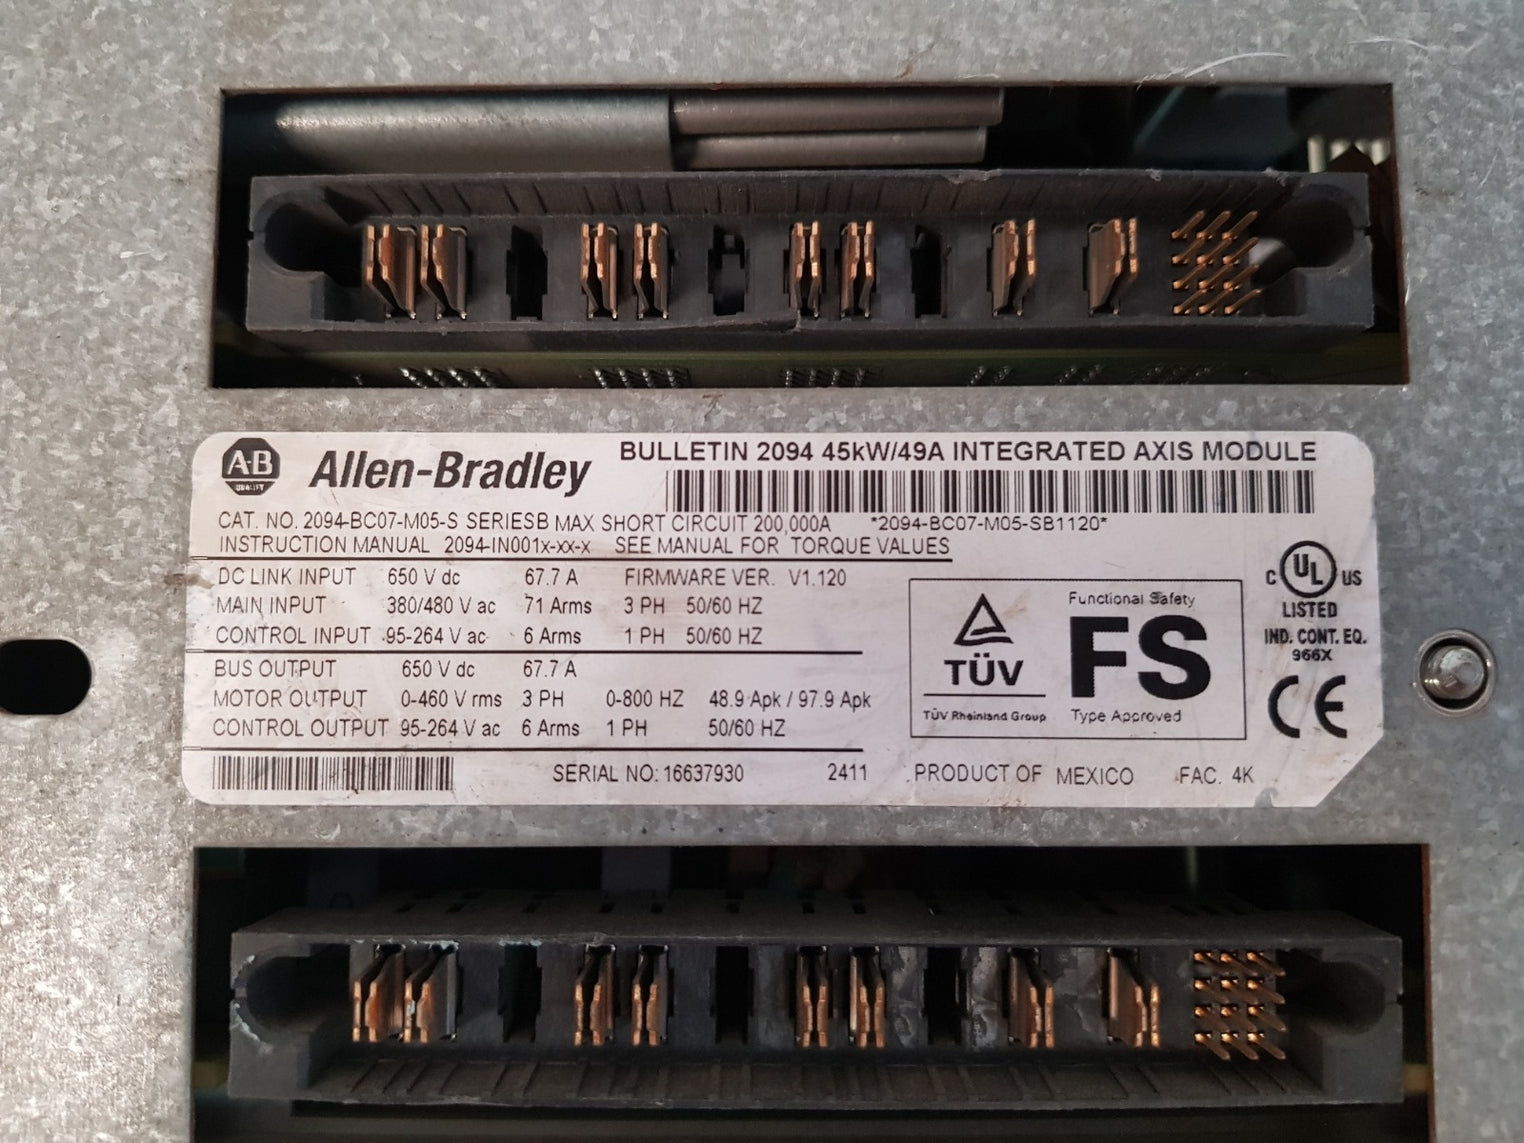 A-B
QUALITY
Allen-Bradley
BULLETIN 2094 45kW/49A INTEGRATED AXIS MODULE
CAT. NO. 2094-BC07-M05-S SERIESB MAX SHORT CIRCUIT 200,000A *2094-BC07-M05-SB1120*
INSTRUCTION MANUAL 2094-IN001x-xx-x SEE MANUAL FOR TORQUE VALUES
DC LINK INPUT 650 V dc 67.7 A FIRMWARE VER. V1.120
MAIN INPUT 380/480 V ac 71 Arms 3 PH 50/60 HZ
CONTROL INPUT 95-264 V ac 6 Arms 1 PH 50/60 HZ
BUS OUTPUT 650 V dc 67.7 A
MOTOR OUTPUT 0-460 V rms 3 PH 0-800 HZ 48.9 Apk / 97.9 Apk
CONTROL OUTPUT 95-264 V ac 6 Arms 1 PH 50/60 HZ
SERIAL NO: 16637930 2411 PRODUCT OF MEXICO FAC. 4K
TÜV
TÜV Rheinland Group
Functional Safety
FS
Type Approved
C UL US
LISTED
IND. CONT. EQ.
966X
CE